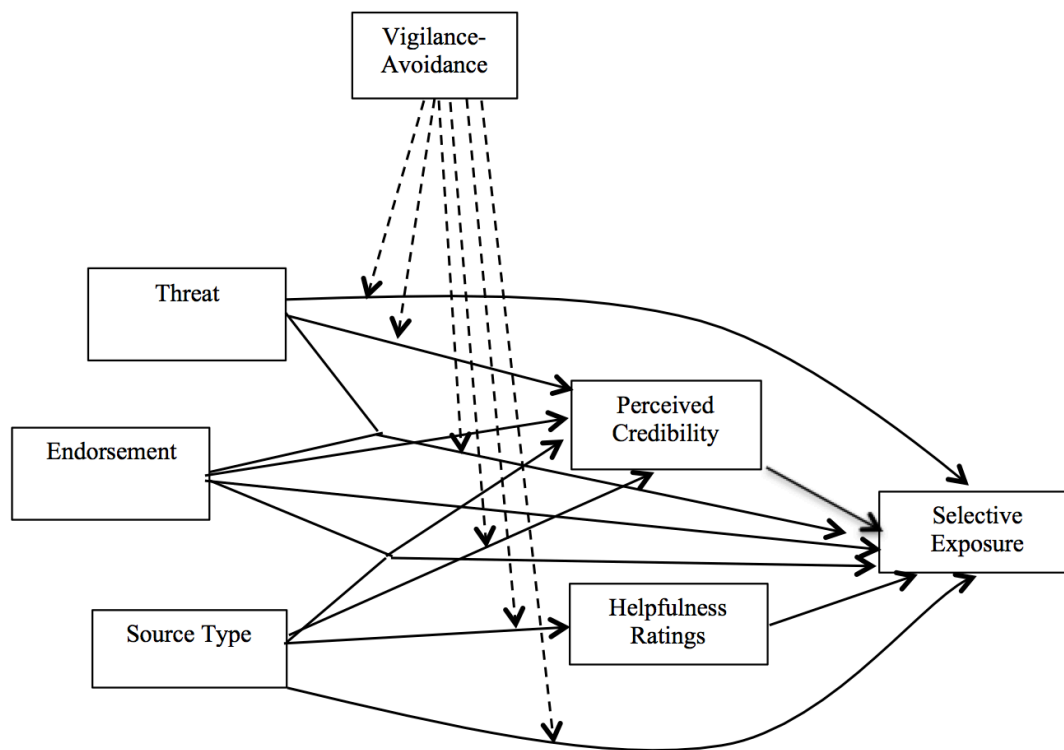 Vigilance-
Avoidance
Threat
Perceived
Credibility
Endorsement
Selective
Exposure
Helpfulness
Ratings
Source Type